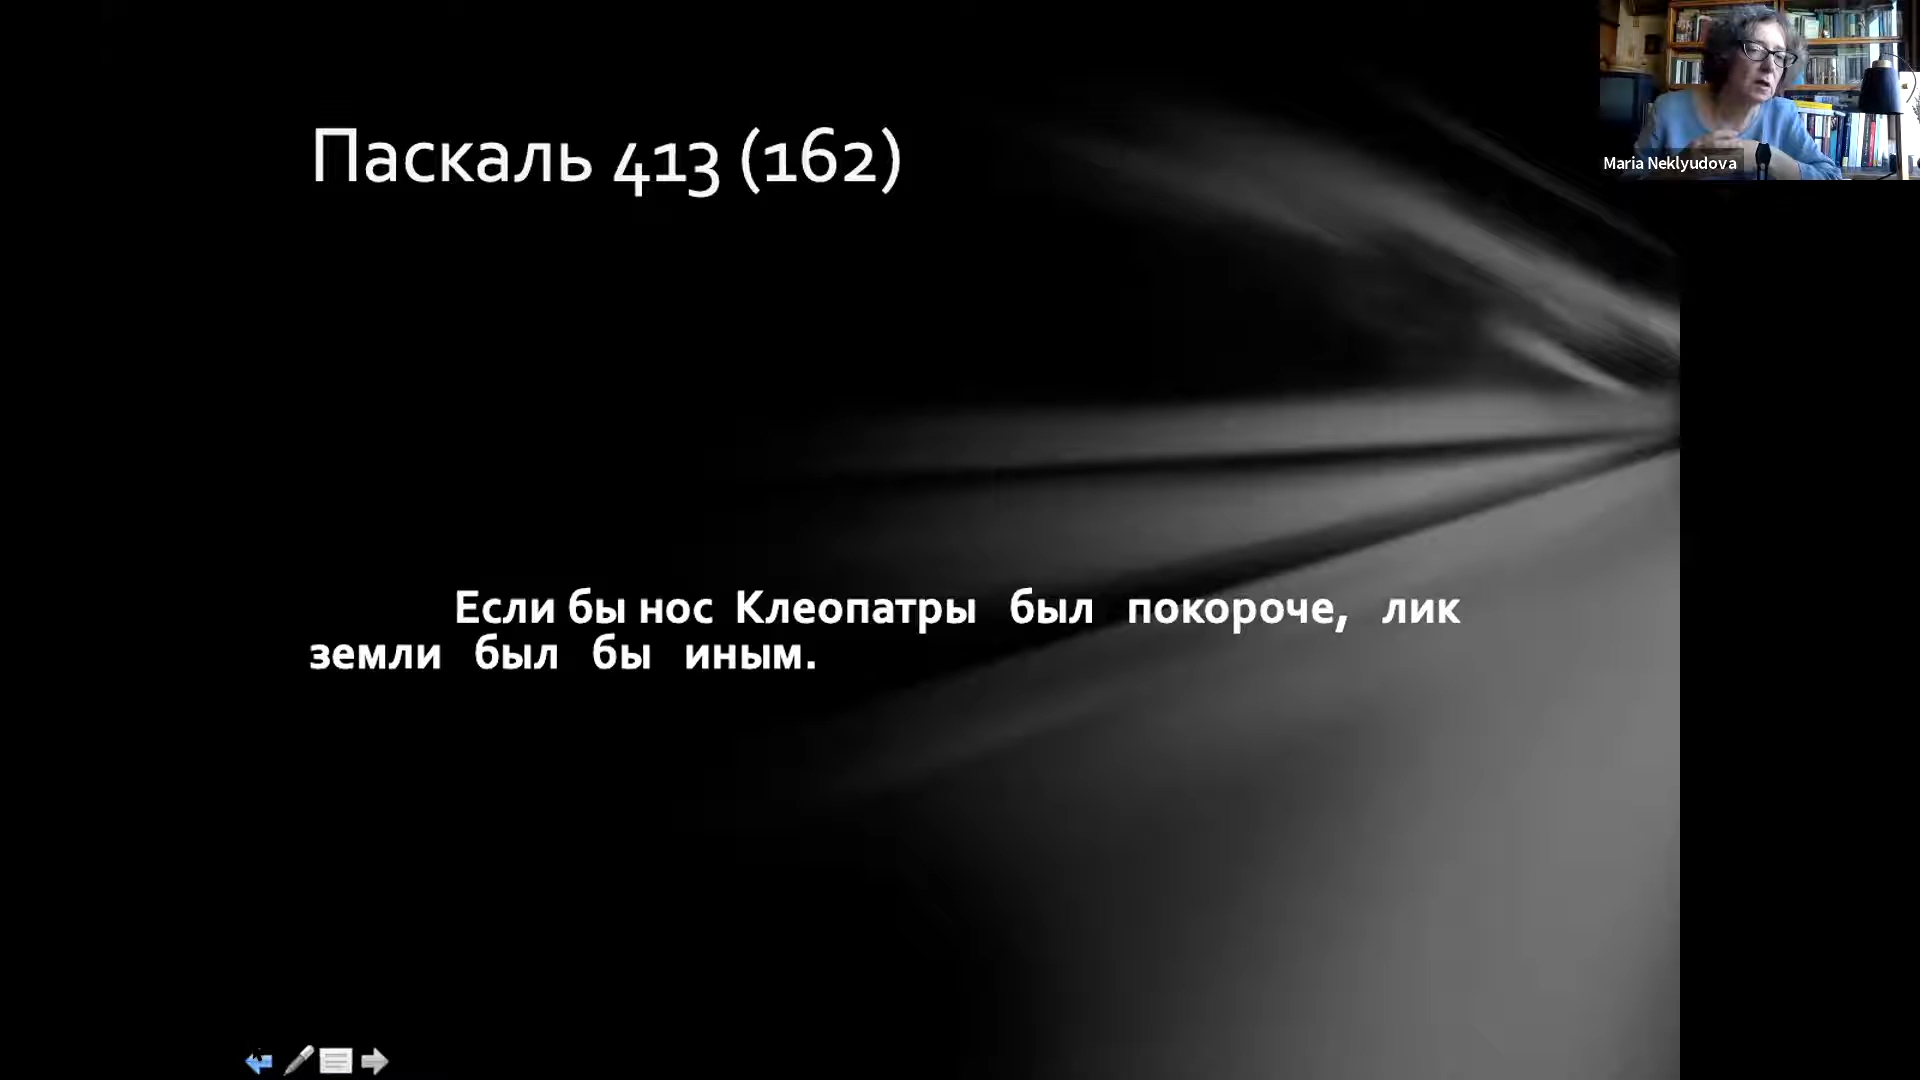 Паскаль 413 (162)
Maria Neklyudova
Если бы нос Клеопатры был покороче, лик
земли был бы иным.